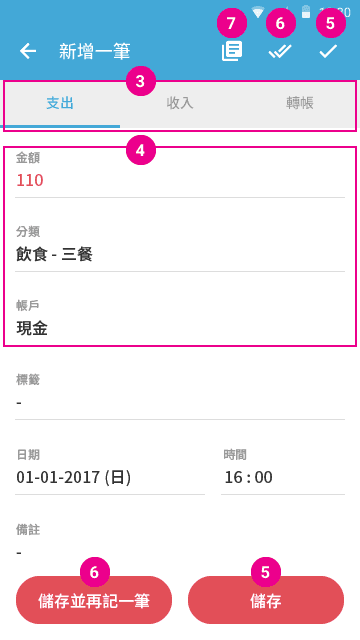 7 6 5
新增一筆
3
支出 收入 轉帳
4
金額
110
分類
飲食 - 三餐
帳戶
現金
標籤
-
日期 時間
01-01-2017 (日) 16 : 00
備註
-
6 5
儲存並再記一筆 儲存